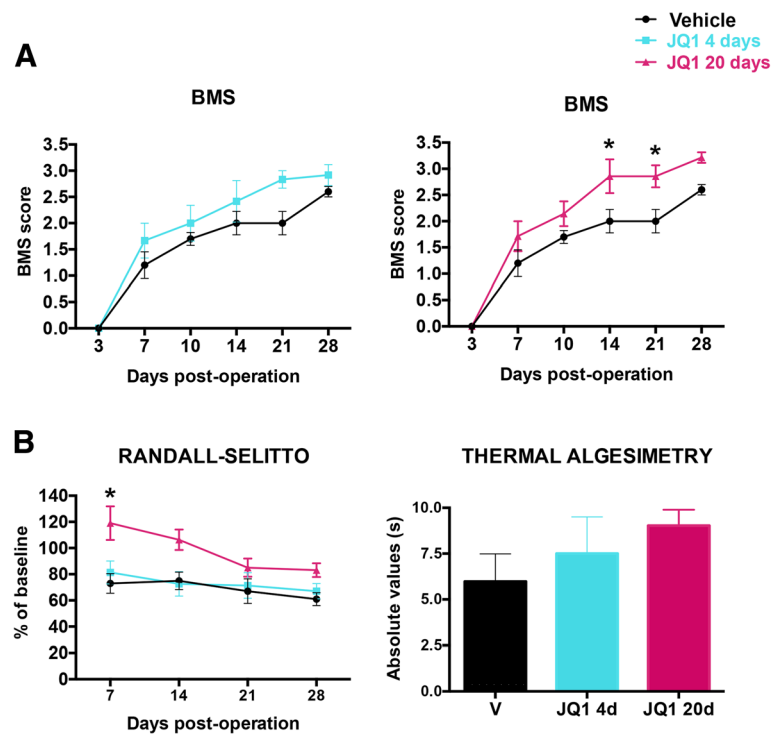 Vehicle
JQ1 4 days
JQ1 20 days
A
BMS
BMS score
3.5
3.0
2.5
2.0
1.5
1.0
0.5
0.0
3 7 10 14 21 28
Days post-operation
BMS
BMS score
3.5
3.0
2.5
2.0
1.5
1.0
0.5
0.0
* *
3 7 10 14 21 28
Days post-operation
B
RANDALL-SELITTO
% of baseline
140
120
100
80
60
40
20
0
*
7 14 21 28
Days post-operation
THERMAL ALGESIMETRY
Absolute values (s)
10.0
7.5
5.0
2.5
0.0
V JQ1 4d JQ1 20d